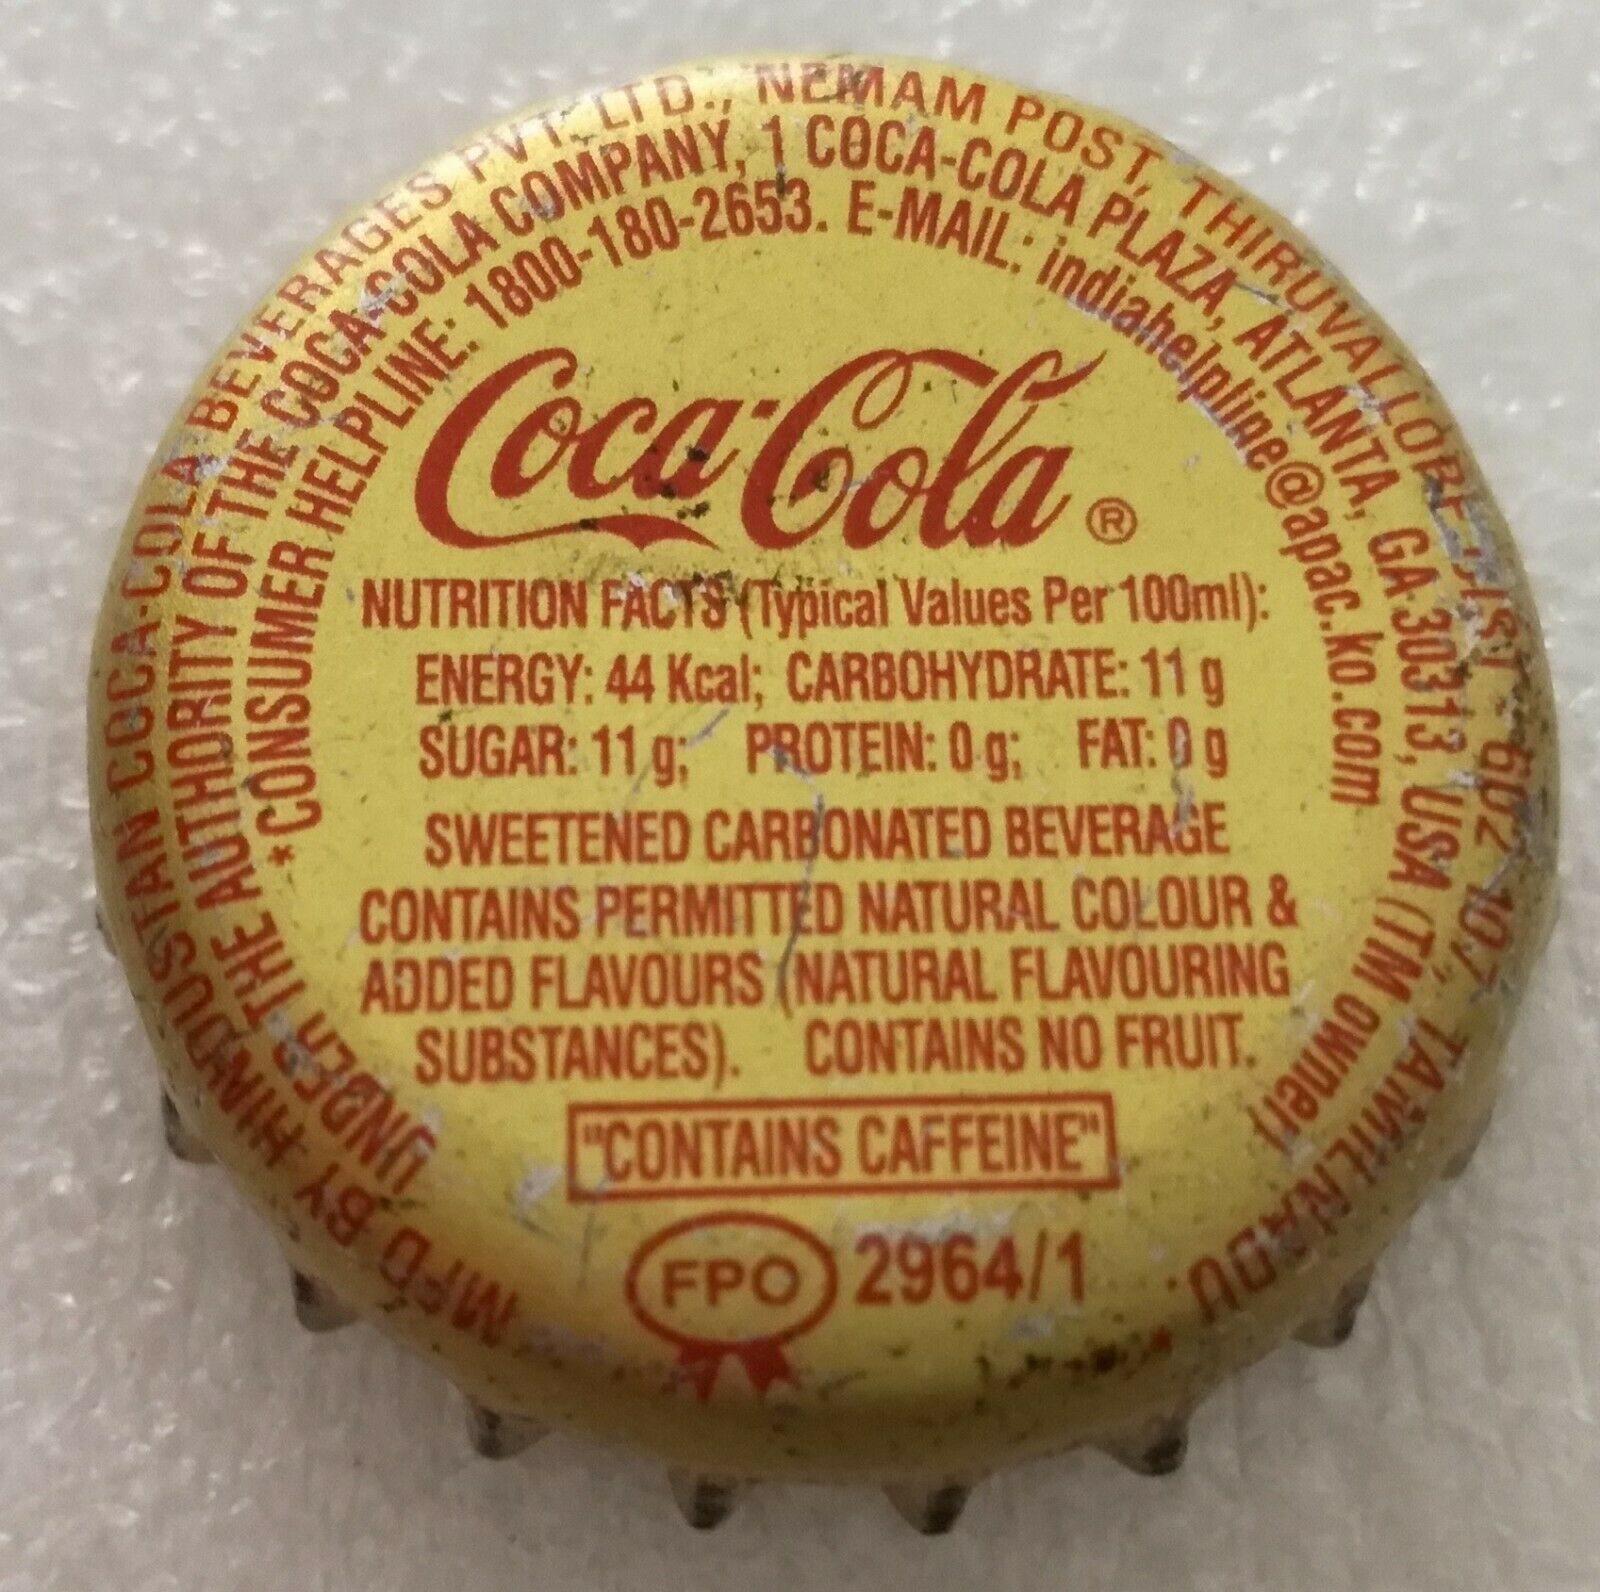 MFD BY HINDUSTAN COCA-COLA BEVERAGES PVT. LTD., NEMAM POST, THIRUVALLORE DIST. 602 107, TAMILNADU.
UNDER THE AUTHORITY OF THE COCA-COLA COMPANY, 1 COCA-COLA PLAZA, ATLANTA, GA 30313, USA (TM owner)
*CONSUMER HELPLINE: 1800-180-2653. E-MAIL: indiahelpline@apac.ko.com
Coca-Cola ®
NUTRITION FACTS (Typical Values Per 100ml):
ENERGY: 44 Kcal; CARBOHYDRATE: 11 g
SUGAR: 11 g; PROTEIN: 0 g; FAT: 0 g
SWEETENED CARBONATED BEVERAGE
CONTAINS PERMITTED NATURAL COLOUR &
ADDED FLAVOURS (NATURAL FLAVOURING
SUBSTANCES). CONTAINS NO FRUIT.
"CONTAINS CAFFEINE"
FPO 2964/1